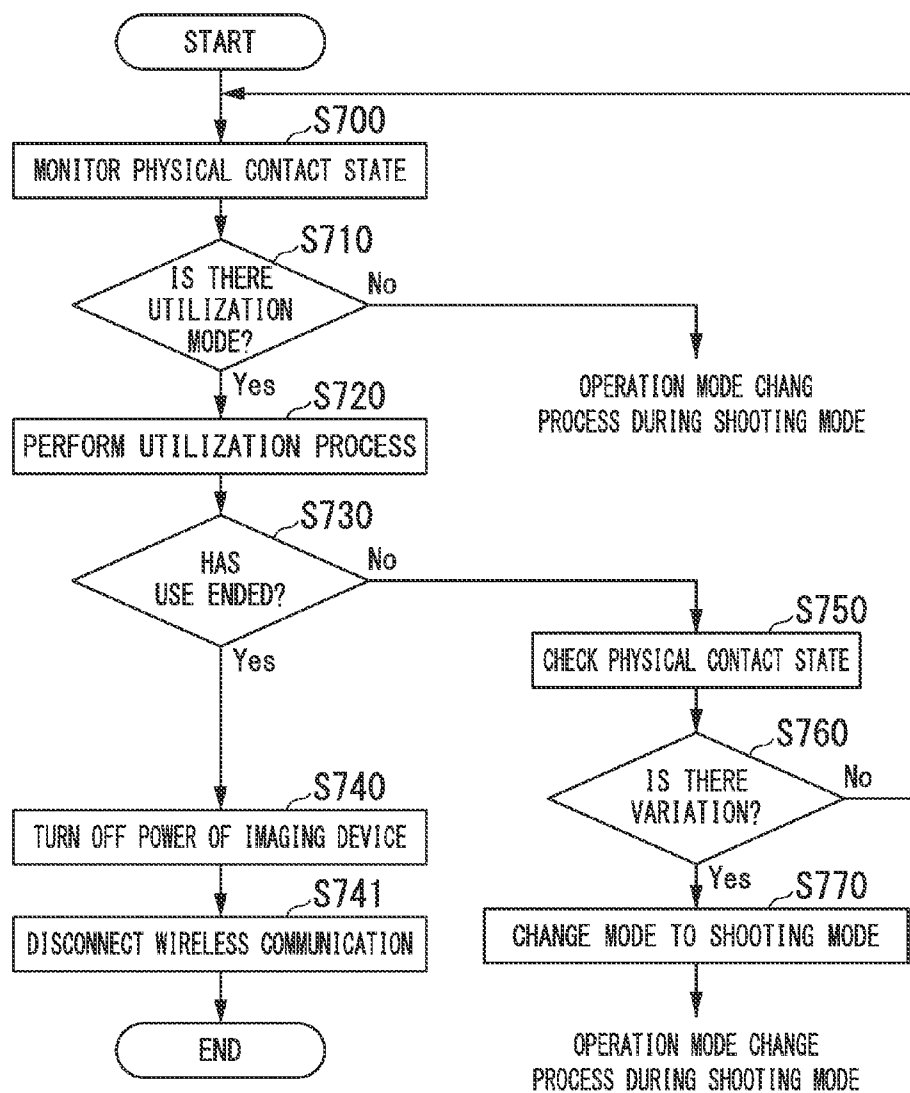 START
S700
MONITOR PHYSICAL CONTACT STATE
S710
IS THERE
UTILIZATION
MODE?
No
Yes
OPERATION MODE CHANG
PROCESS DURING SHOOTING MODE
S720
PERFORM UTILIZATION PROCESS
S730
HAS
USE ENDED?
No
Yes
S750
CHECK PHYSICAL CONTACT STATE
S760
IS THERE
VARIATION?
No
Yes
S740
TURN OFF POWER OF IMAGING DEVICE
S741
DISCONNECT WIRELESS COMMUNICATION
END
S770
CHANGE MODE TO SHOOTING MODE
OPERATION MODE CHANGE
PROCESS DURING SHOOTING MODE